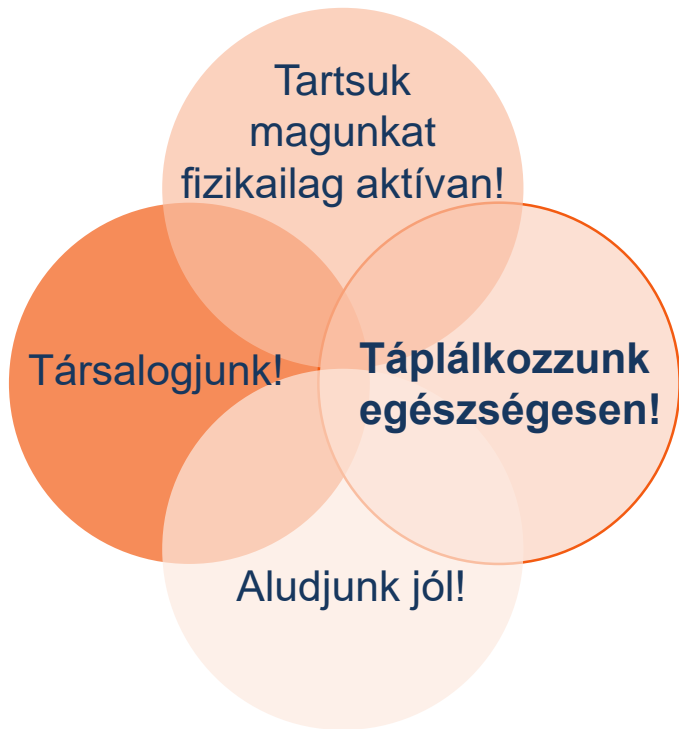 Tartsuk
magunkat
fizikailag aktívan!
Társalogjunk!
Táplálkozzunk
egészségesen!
Aludjunk jól!